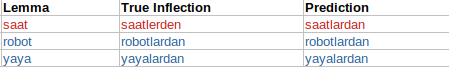 Lemma True Inflection Prediction
saat saatlerden saatlardan
robot robotlardan robotlardan
yaya yayalardan yayalardan